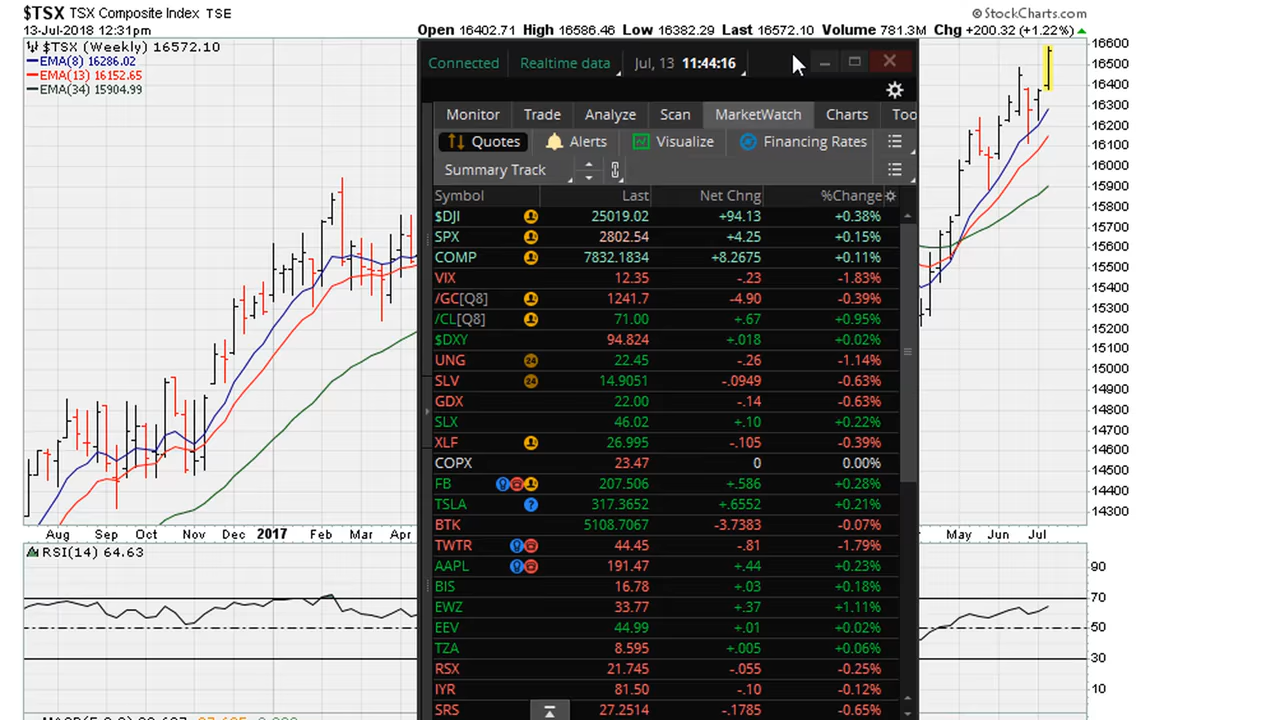 $TSX TSX Composite Index TSE
© StockCharts.com
13-Jul-2018 12:31pm
Open 16402.71 High 16586.46 Low 16382.29 Last 16572.10 Volume 781.3M Chg +200.32 (+1.22%)
$TSX (Weekly) 16572.10
EMA(8) 16286.02
EMA(13) 16152.65
EMA(34) 15904.99
Connected Realtime data Jul, 13 11:44:16
Monitor Trade Analyze Scan MarketWatch Charts Too
Quotes Alerts Visualize Financing Rates
Summary Track
Symbol Last Net Chng %Change
$DJI 25019.02 +94.13 +0.38%
SPX 2802.54 +4.25 +0.15%
COMP 7832.1834 +8.2675 +0.11%
VIX 12.35 -.23 -1.83%
/GC[Q8] 1241.7 -4.90 -0.39%
/CL[Q8] 71.00 +.67 +0.95%
$DXY 94.824 +.018 +0.02%
UNG 24 22.45 -.26 -1.14%
SLV 24 14.9051 -.0949 -0.63%
GDX 22.00 -.14 -0.63%
SLX 46.02 +.10 +0.22%
XLF 26.995 -.105 -0.39%
COPX 23.47 0 0.00%
FB 207.506 +.586 +0.28%
TSLA ? 317.3652 +.6552 +0.21%
BTK 5108.7067 -3.7383 -0.07%
TWTR 44.45 -.81 -1.79%
AAPL 191.47 +.44 +0.23%
BIS 16.78 +.03 +0.18%
EWZ 33.77 +.37 +1.11%
EEV 44.99 +.01 +0.02%
TZA 8.595 +.005 +0.06%
RSX 21.745 -.055 -0.25%
IYR 81.50 -.10 -0.12%
SRS 27.2514 -.1785 -0.65%
16600
16500
16400
16300
16200
16100
16000
15900
15800
15700
15600
15500
15400
15300
15200
15100
15000
14900
14800
14700
14600
14500
14400
14300
Aug Sep Oct Nov Dec 2017 Feb Mar Apr
May Jun Jul
RSI(14) 64.63
90
70
50
30
10